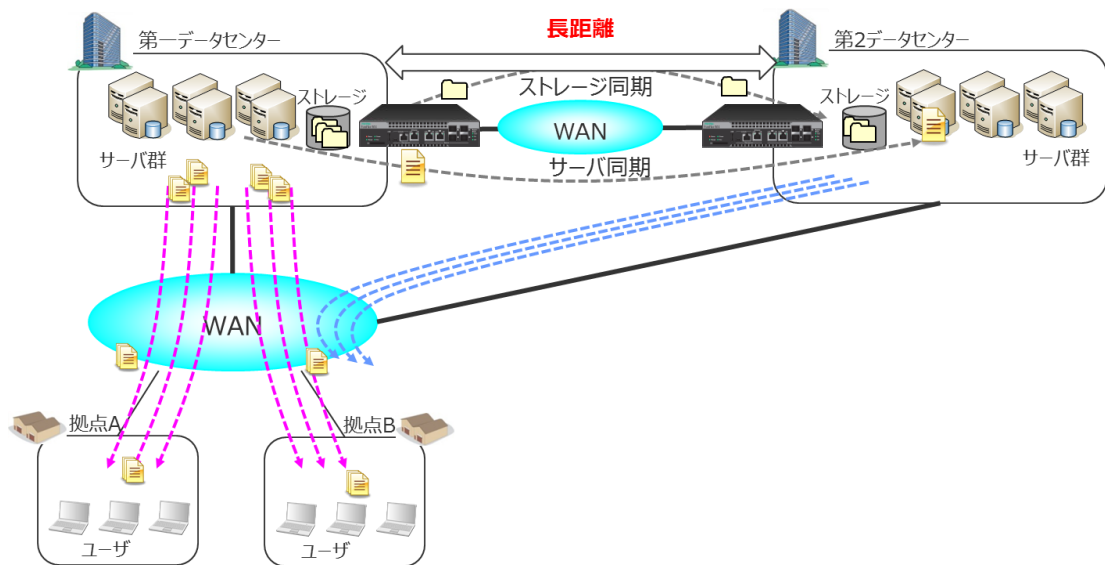 長距離
第一データセンター
第2データセンター
ストレージ
ストレージ同期
ストレージ
WAN
サーバ群
サーバ同期
サーバ群
WAN
拠点A
拠点B
ユーザ
ユーザ